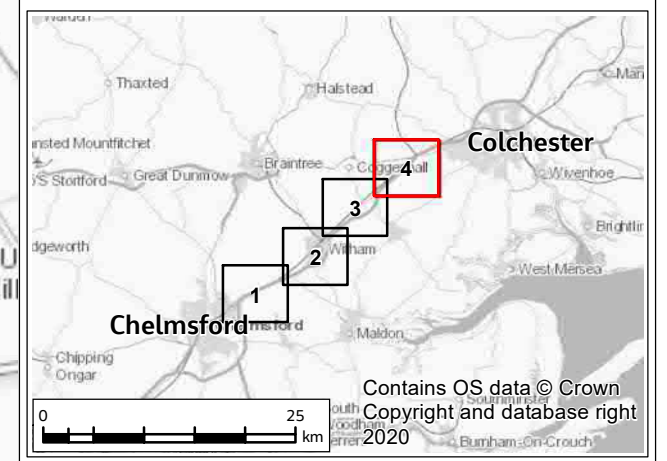 Thaxted
Halstead
Colchester
Braintree
Great Dunmow
Wivenhoe
4
3
Witham
2
West Mersea
1
Chelmsford
Maldon
Chipping
Ongar
Contains OS data © Crown
Copyright and database right
2020
0 25
km
Burnham-On-Crouch